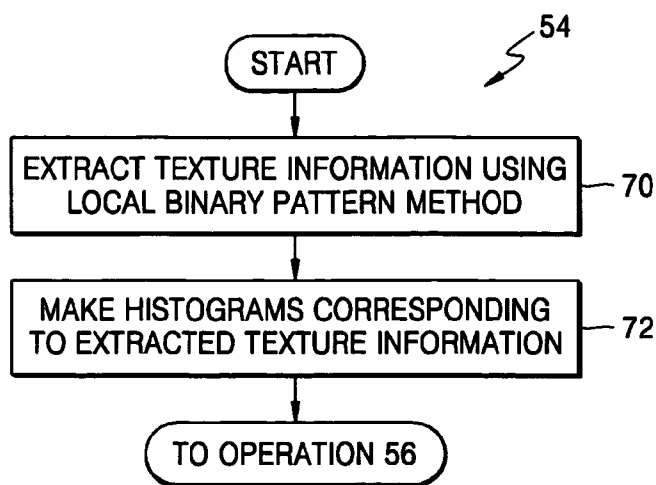 54
START
EXTRACT TEXTURE INFORMATION USING
LOCAL BINARY PATTERN METHOD
70
MAKE HISTOGRAMS CORRESPONDING
TO EXTRACTED TEXTURE INFORMATION
72
TO OPERATION 56